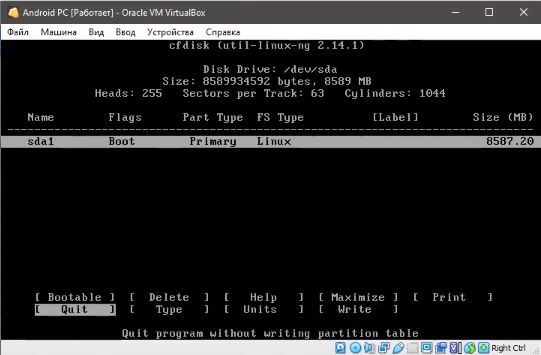 Android PC [Работает] - Oracle VM VirtualBox
Файл Машина Вид Ввод Устройства Справка
cfdisk (util-linux-ng 2.14.1)
Disk Drive: /dev/sda
Size: 8589934592 bytes, 8589 MB
Heads: 255 Sectors per Track: 63 Cylinders: 1044
Name Flags Part Type FS Type [Label] Size (MB)
sda1 Boot Primary Linux 8587.20
[ Bootable ] [ Delete ] [ Help ] [ Maximize ] [ Print ]
[ Quit ] [ Type ] [ Units ] [ Write ]
Quit program without writing partition table
Right Ctrl